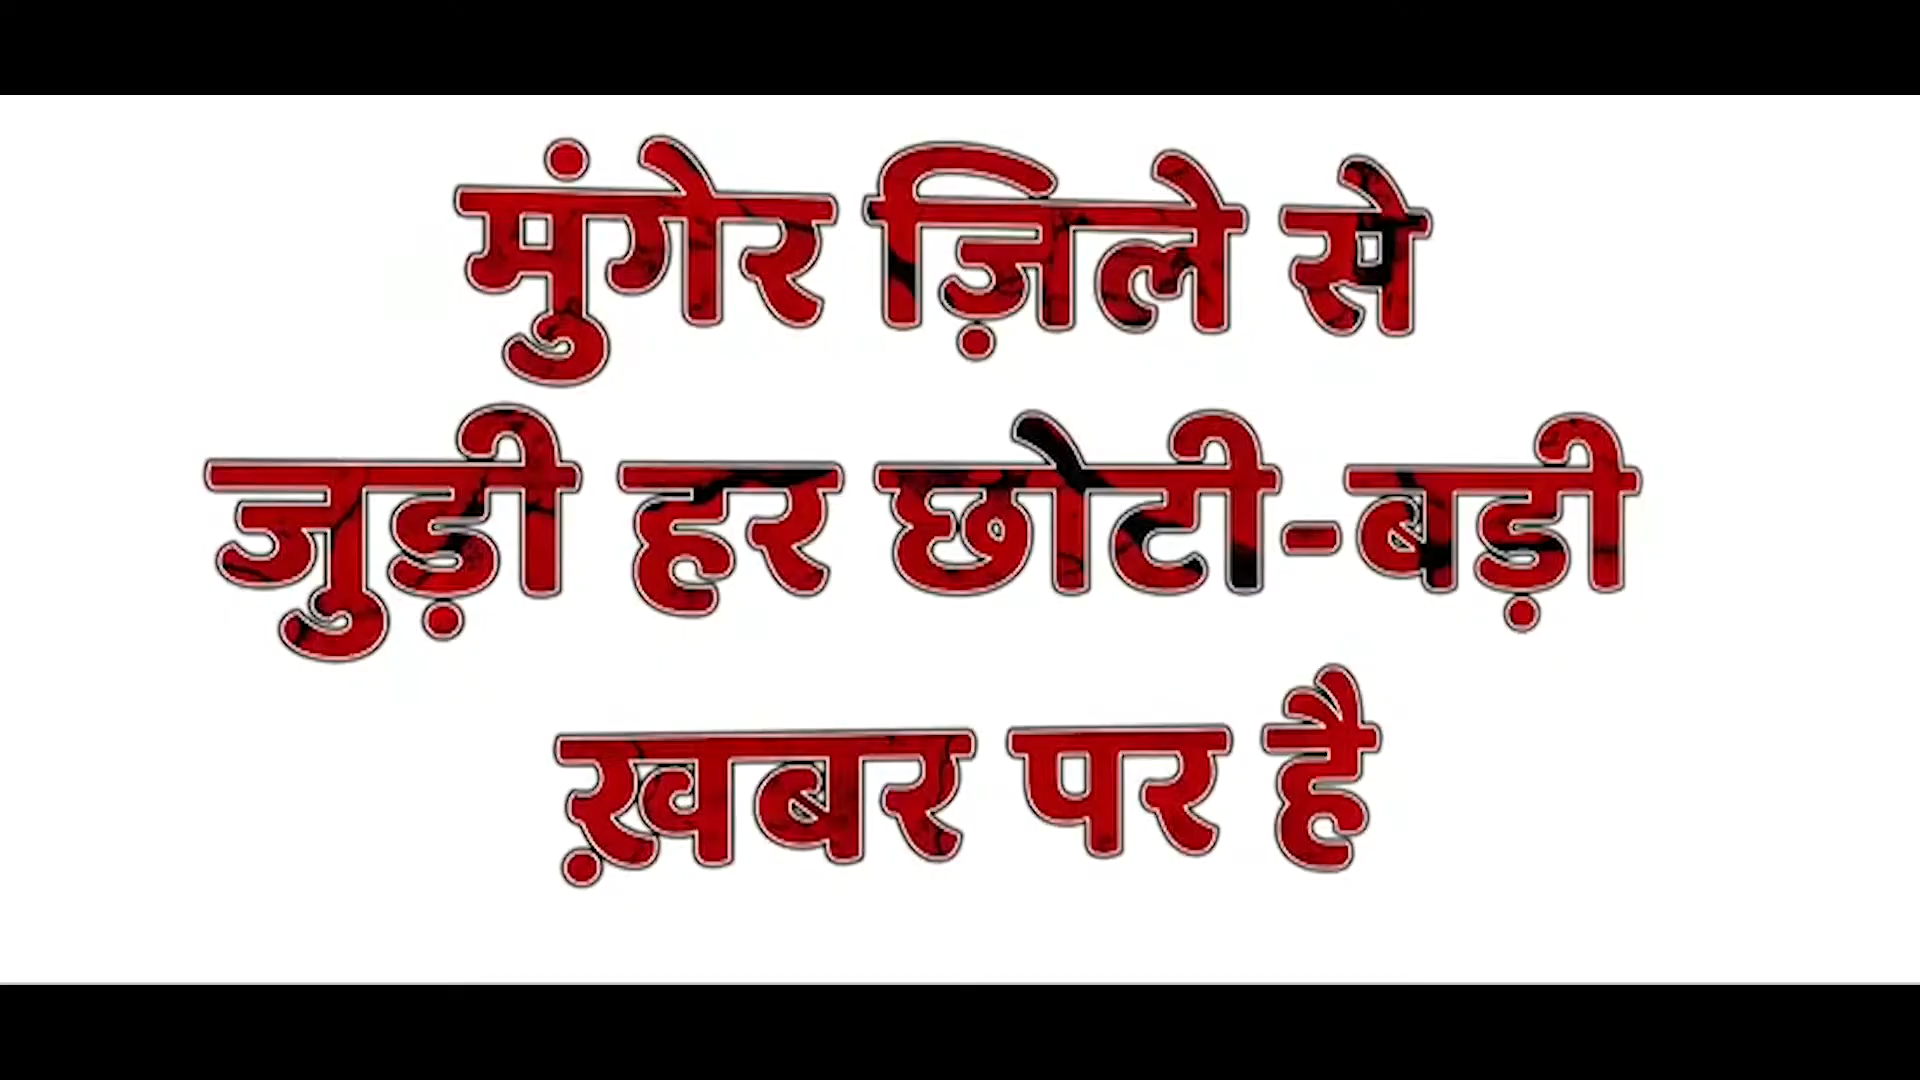 मुंगेर ज़िले से
जुड़ी हर छोटी-बड़ी
ख़बर पर है